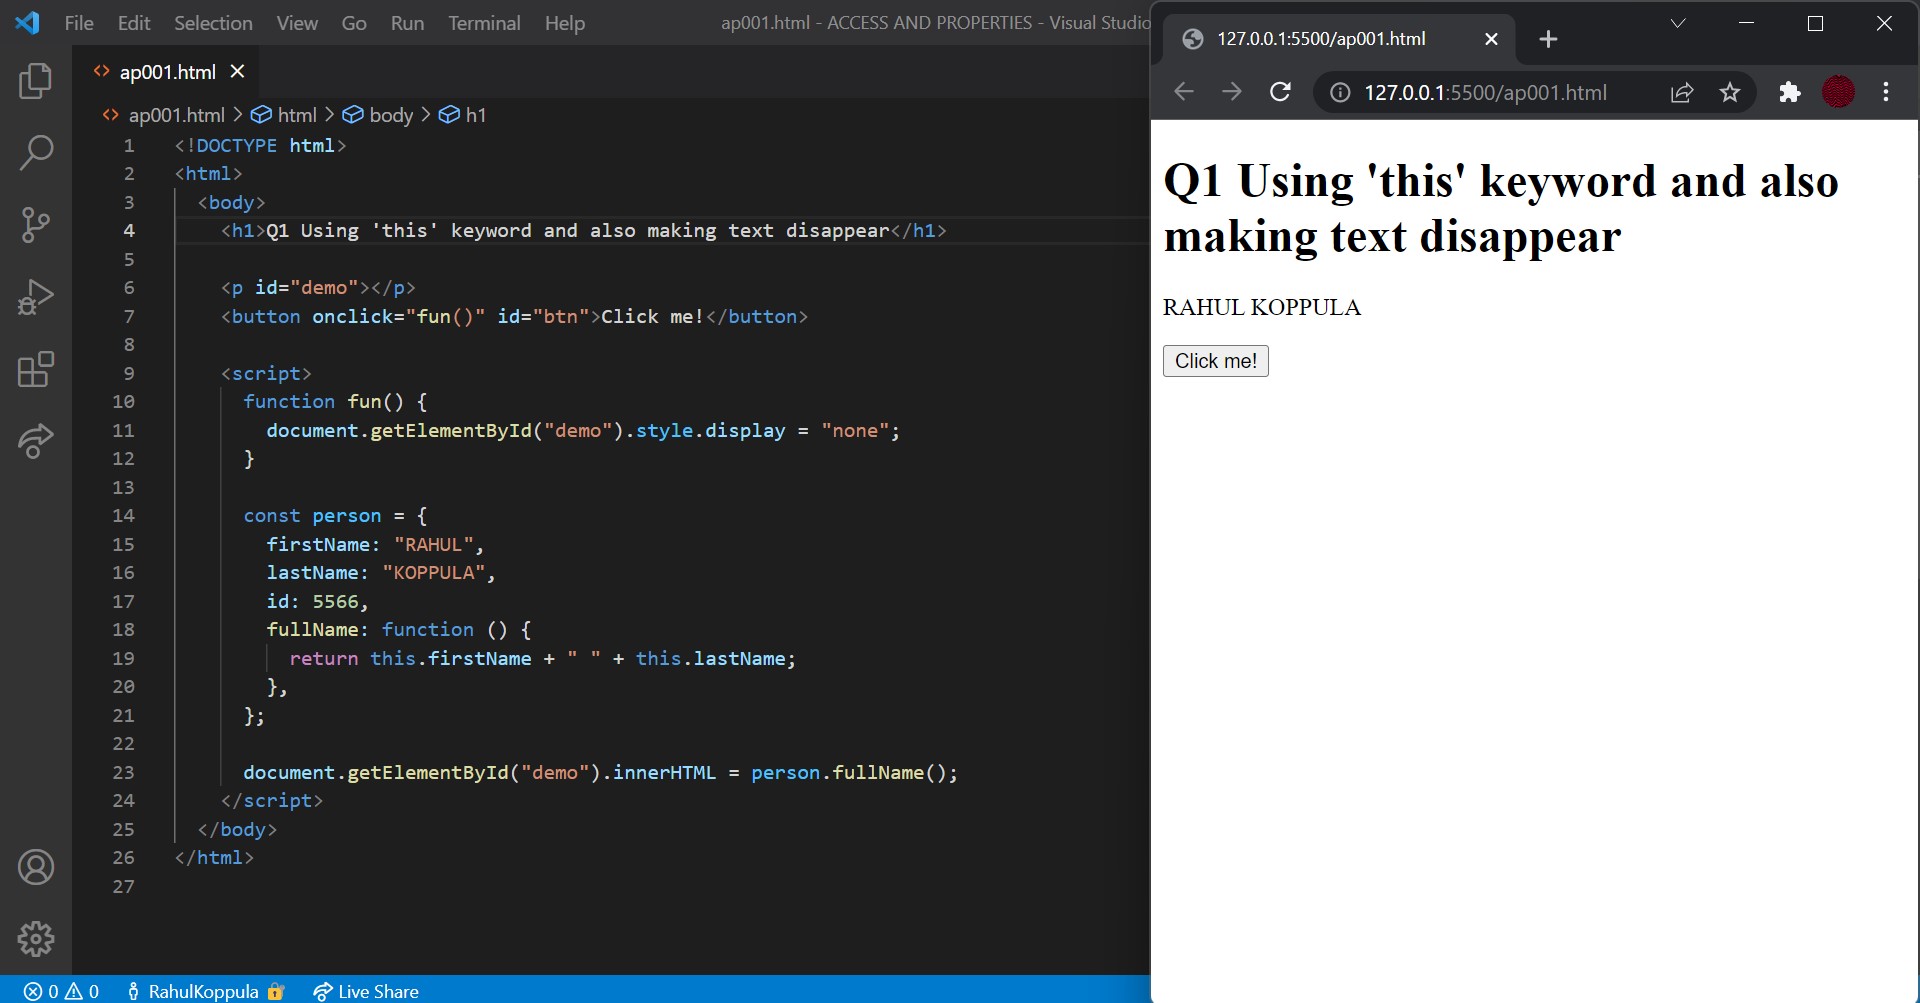 File Edit Selection View Go Run Terminal Help
ap001.html - ACCESS AND PROPERTIES - Visual Studio
ap001.html
ap001.html > html > body > h1
1 <!DOCTYPE html>
2 <html>
3 <body>
4 <h1>Q1 Using 'this' keyword and also making text disappear</h1>
5
6 <p id="demo"></p>
7 <button onclick="fun()" id="btn">Click me!</button>
8
9 <script>
10 function fun() {
11 document.getElementById("demo").style.display = "none";
12 }
13
14 const person = {
15 firstName: "RAHUL",
16 lastName: "KOPPULA",
17 id: 5566,
18 fullName: function () {
19 return this.firstName + " " + this.lastName;
20 },
21 };
22
23 document.getElementById("demo").innerHTML = person.fullName();
24 </script>
25 </body>
26 </html>
27
0 0 RahulKoppula Live Share
127.0.0.1:5500/ap001.html
127.0.0.1:5500/ap001.html
Q1 Using 'this' keyword and also
making text disappear
RAHUL KOPPULA
Click me!